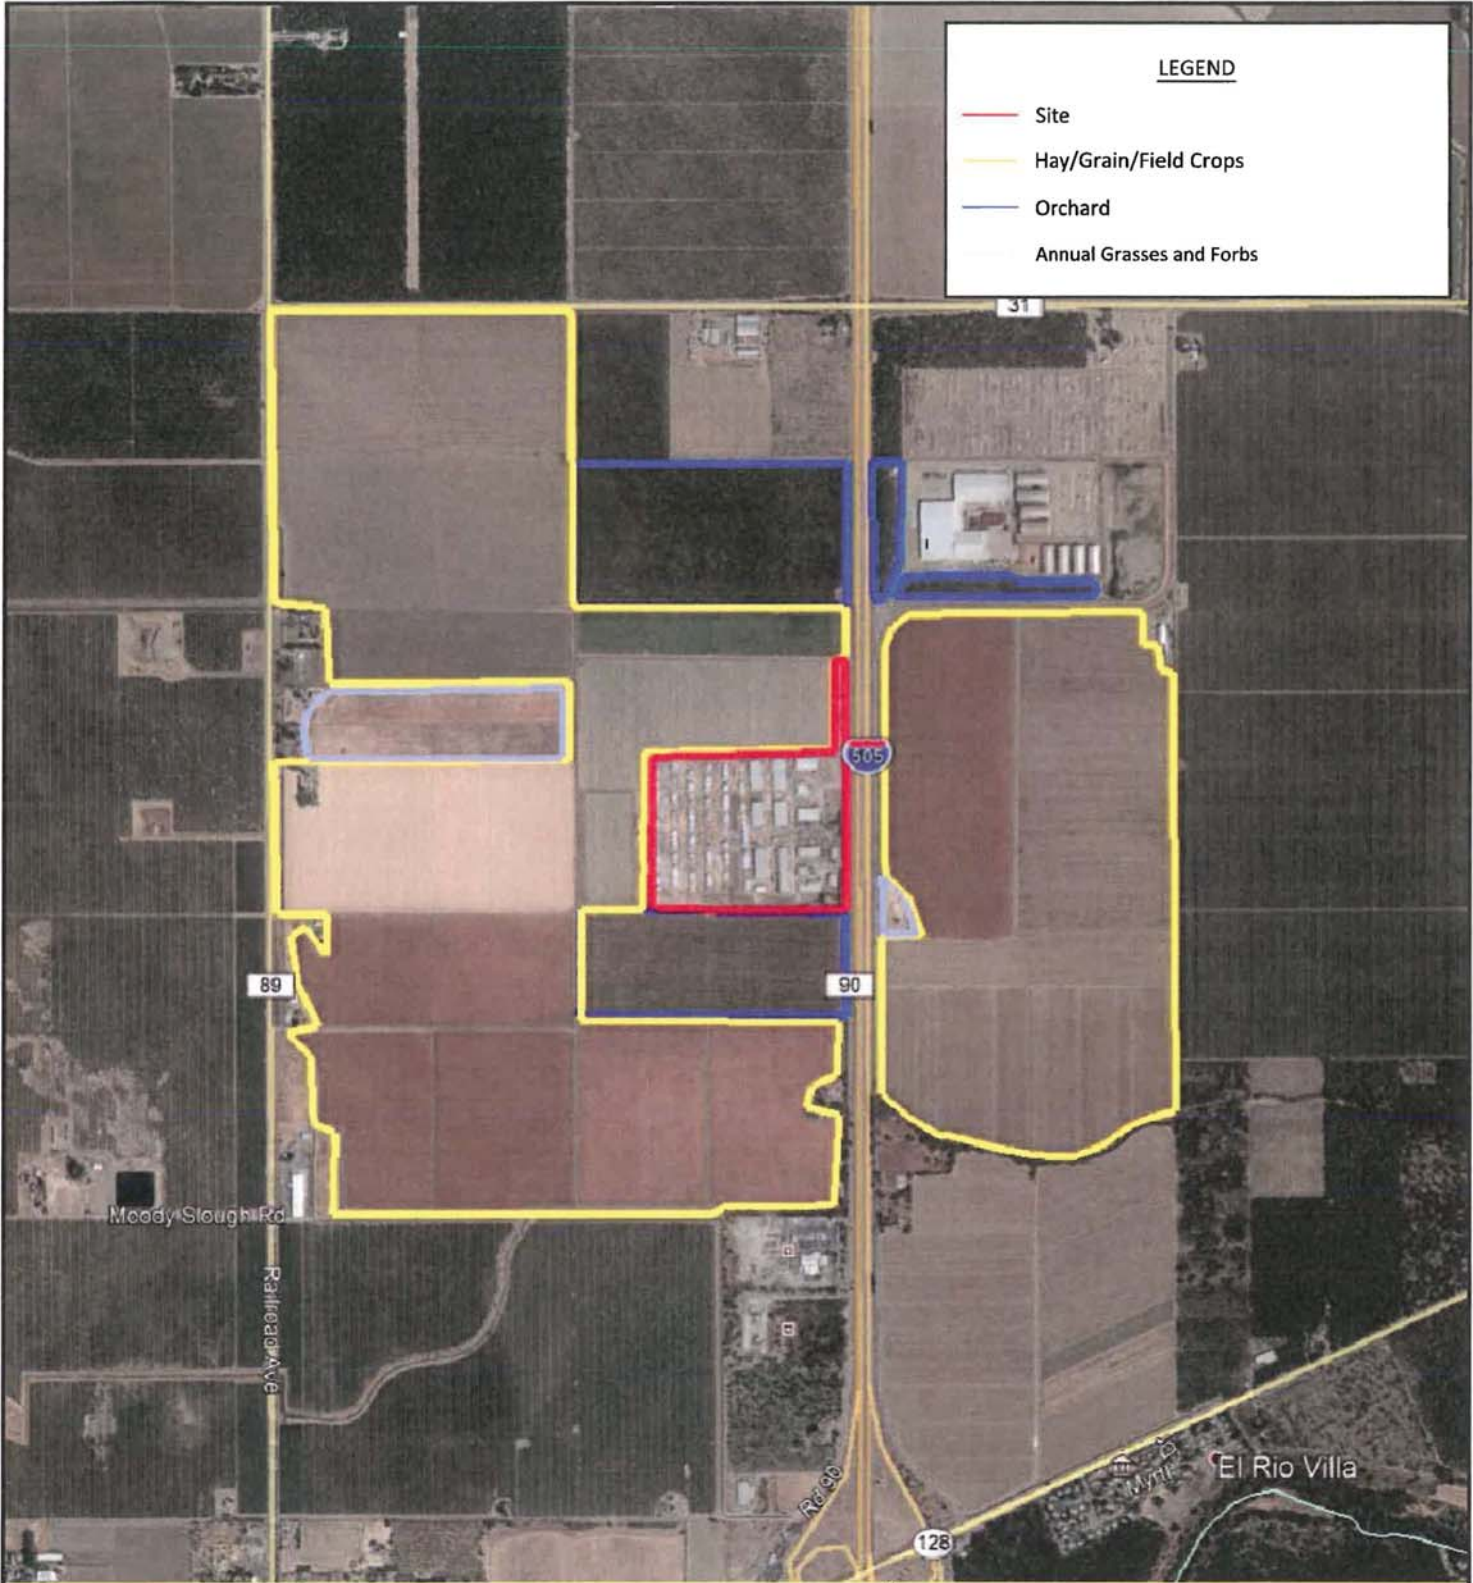 LEGEND
Site
Hay/Grain/Field Crops
Orchard
Annual Grasses and Forbs
31
505
89
90
Moody Slough Rd
Railroad Ave
El Rio Villa
Rd 90
128